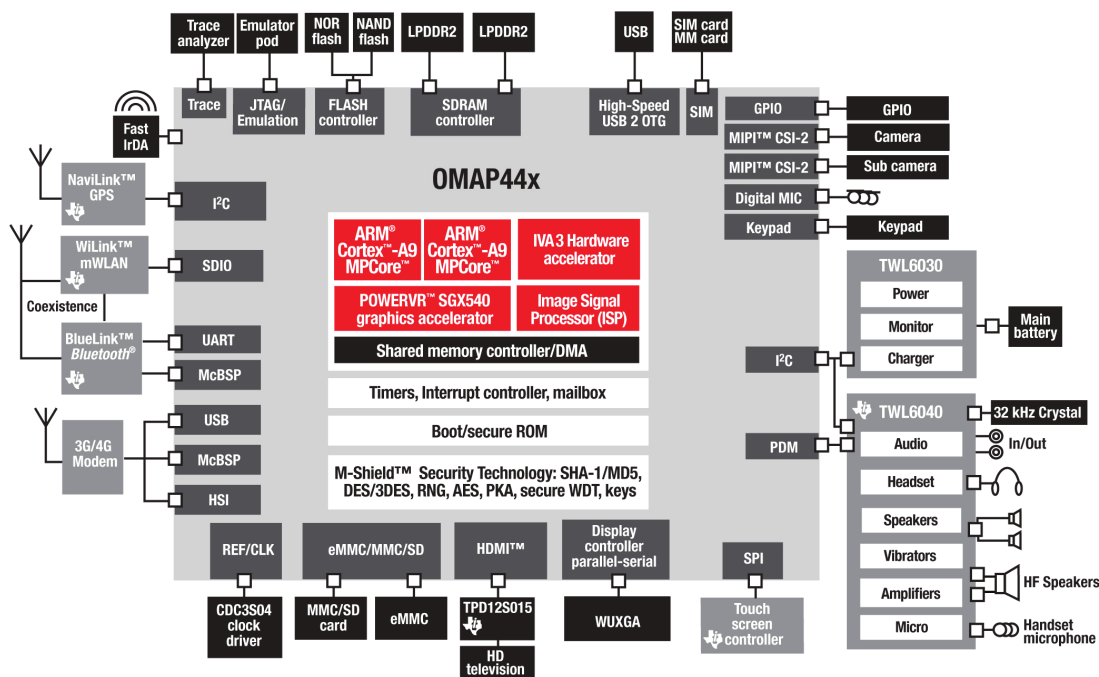 Trace
analyzer
Emulator
pod
NOR
flash
NAND
flash
LPDDR2
LPDDR2
USB
SIM card
MM card
Trace
JTAG/
Emulation
FLASH
controller
SDRAM
controller
High-Speed
USB 2 OTG
SIM
GPIO
GPIO
MIPI™ CSI-2
Camera
MIPI™ CSI-2
Sub camera
Digital MIC
Keypad
Keypad
Fast
IrDA
NaviLink™
GPS
I²C
WiLink™
mWLAN
SDIO
Coexistence
BlueLink™
Bluetooth®
UART
McBSP
3G/4G
Modem
USB
McBSP
HSI
OMAP44x
ARM®
Cortex™-A9
MPCore™
ARM®
Cortex™-A9
MPCore™
IVA 3 Hardware
accelerator
POWERVR™ SGX540
graphics accelerator
Image Signal
Processor (ISP)
Shared memory controller/DMA
Timers, Interrupt controller, mailbox
Boot/secure ROM
M-Shield™ Security Technology: SHA-1/MD5,
DES/3DES, RNG, AES, PKA, secure WDT, keys
I²C
PDM
TWL6030
Power
Monitor
Charger
Main
battery
TWL6040
32 kHz Crystal
Audio
In/Out
Headset
Speakers
Vibrators
Amplifiers
HF Speakers
Micro
Handset
microphone
REF/CLK
eMMC/MMC/SD
HDMI™
Display
controller
parallel-serial
SPI
CDC3S04
clock
driver
MMC/SD
card
eMMC
TPD12S015
HD
television
WUXGA
Touch
screen
controller